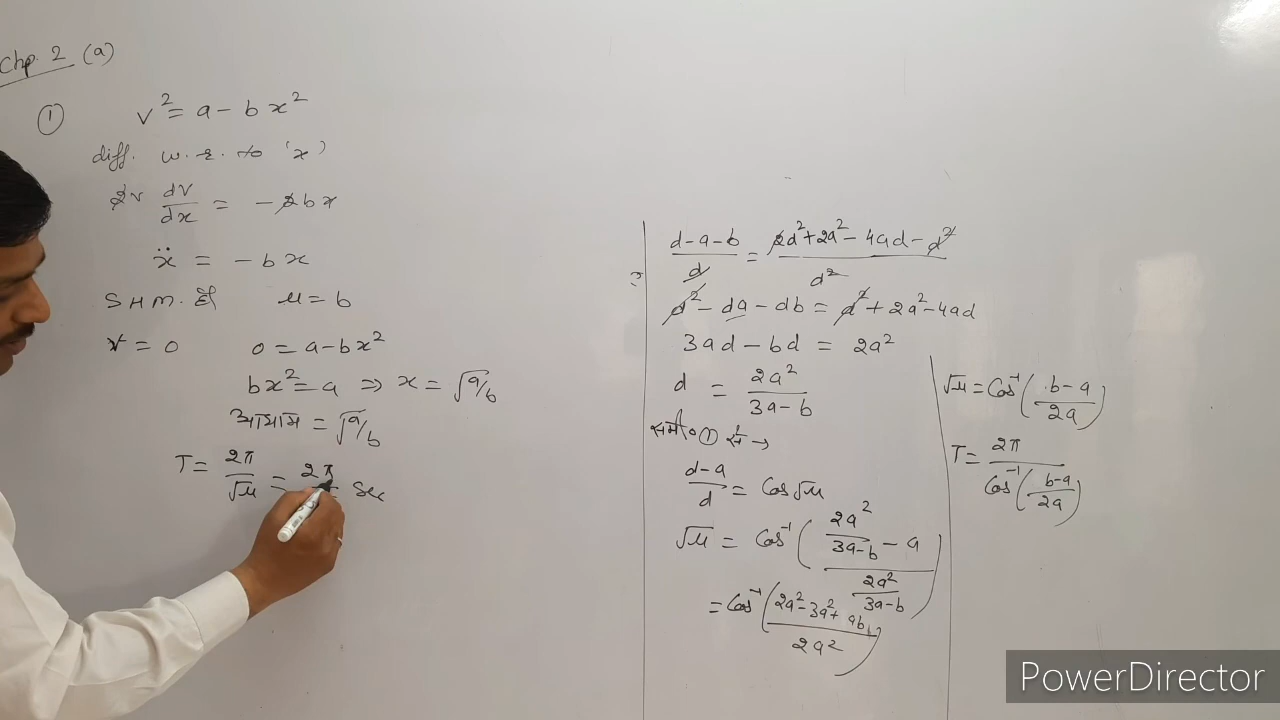 Chp. 2 (a)
① v² = a - bx²
diff. w.r. to 'x'
2v dv/dx = -2bx
ẍ = -bx
S H M. है μ = b
v = 0 0 = a - bx²
bx² = a ⇒ x = √a/b
आयाम = √a/b
T = 2π/√μ = 2π sec
(d-a-b)/d = (2d²+2a²-4ad-d²)/d²
d² - da - db = d² + 2a² - 4ad
3ad - bd = 2a²
d = 2a²/(3a-b)
समी० ① से →
(d-a)/d = Cos√μ
√μ = Cos⁻¹((2a²/(3a-b) - a)/(2a²/(3a-b)))
= Cos⁻¹((2a²-3a²+ab)/2a²)
√μ = Cos⁻¹((b-a)/2a)
T = 2π/Cos⁻¹((b-a)/2a)
PowerDirector